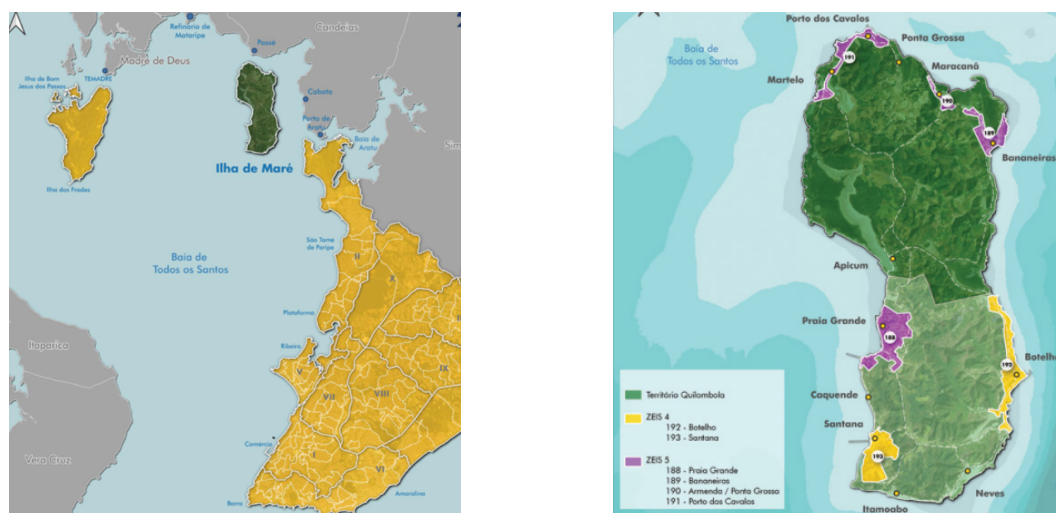 Refinaria de
Mataripe
Candeias
Passé
Madre de Deus
Ilha de Bom
Jesus dos Passos
TEMADRE
Caboto
Porto de
Aratu
Baia de
Aratu
Ilha de Maré
Ilha dos Frades
São Tomé
de Paripe
II
X
Baia de
Todos os Santos
Plataforma
Itaparica
Ribeira
V
IX
VII
VIII
Comércio
I
VI
Vera Cruz
Amaralina
Barra
Porto dos Cavalos
Baia de
Todos os Santos
Ponta Grossa
191
Martelo
Maracanã
190
189
Bananeiras
Apicum
Praia Grande
188
Botelho
192
Caquende
Santana
193
Neves
Itamoabo
Território Quilombola
ZEIS 4
192 - Botelho
193 - Santana
ZEIS 5
188 - Praia Grande
189 - Bananeiras
190 - Armenda / Ponta Grossa
191 - Porto dos Cavalos